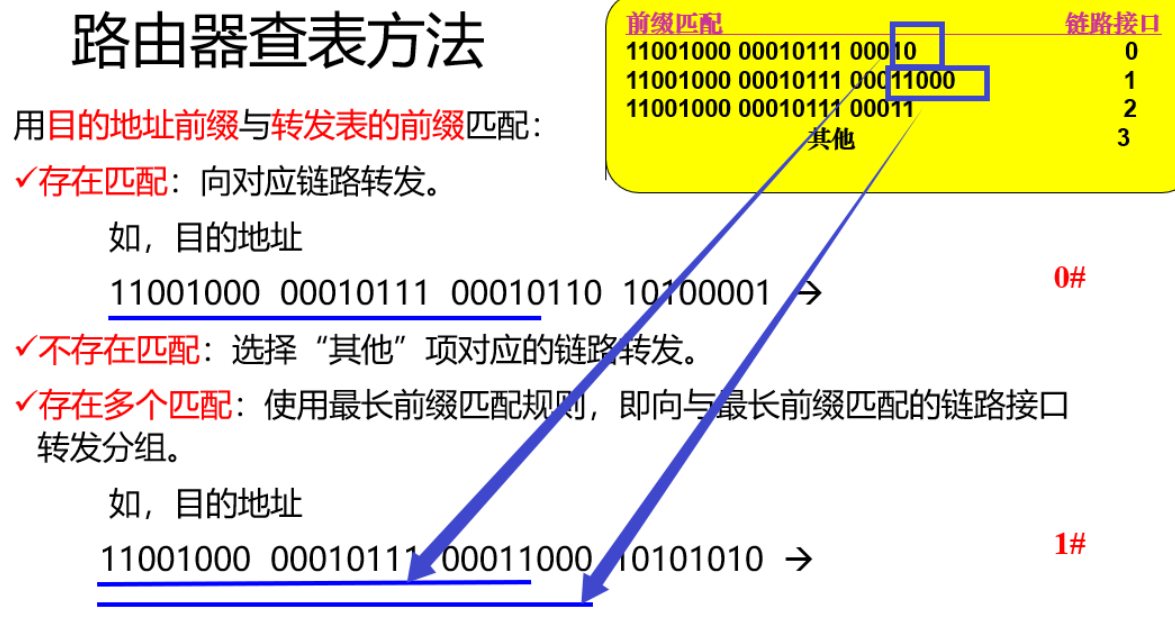 路由器查表方法
前缀匹配 链路接口
11001000 00010111 00010 0
11001000 00010111 00011000 1
11001000 00010111 00011 2
其他 3
用目的地址前缀与转发表的前缀匹配：
✓存在匹配：向对应链路转发。
如，目的地址
11001000 00010111 00010110 10100001 → 0#
✓不存在匹配：选择“其他”项对应的链路转发。
✓存在多个匹配：使用最长前缀匹配规则，即向与最长前缀匹配的链路接口
转发分组。
如，目的地址
11001000 00010111 00011000 10101010 → 1#